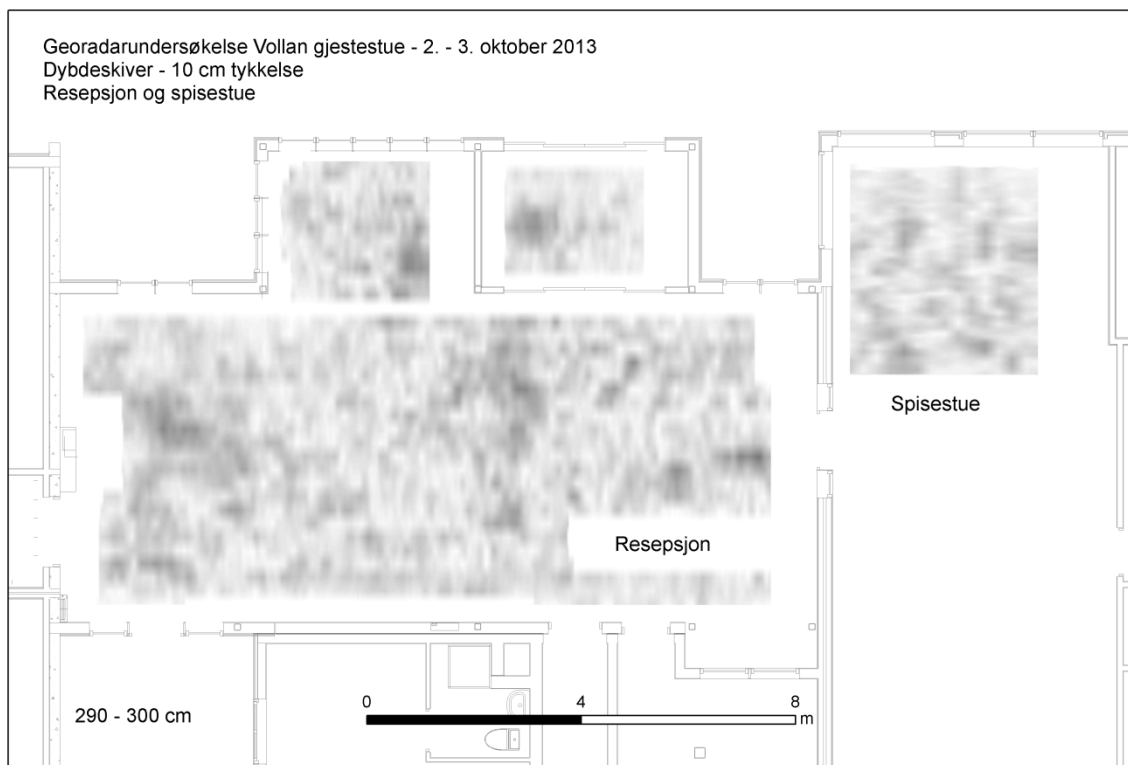 Georadarundersøkelse Vollan gjestestue - 2. - 3. oktober 2013
Dybdeskiver - 10 cm tykkelse
Resepsjon og spisestue
Spisestue
Resepsjon
290 - 300 cm
0 4 8
m